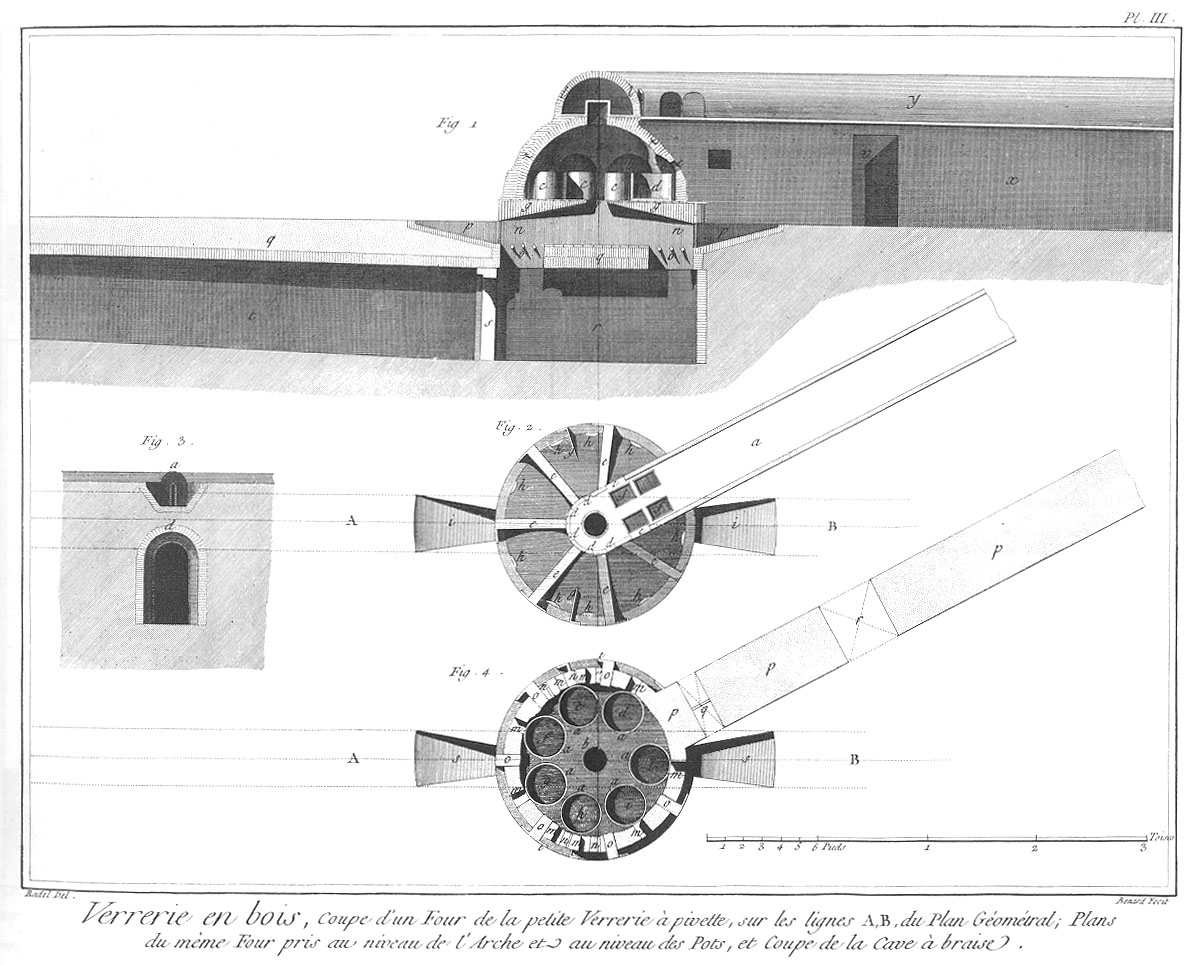 Pl. III.
Fig 1
y
v
x
c c c d
g g
p n n p
q q
t s r
Fig. 2.
a
Fig. 3.
a
d
A i e i B
h h h h h
e e e e
Fig. 4.
p
r
p
p q
A s s B
t
o m n o m
d
a a a b
h
t
1 2 3 4 5 6 Pieds 1 2 3 Toises
Radel Del.
Benard Fecit
Verrerie en bois, Coupe d'un Four de la petite Verrerie à pivette, sur les lignes A,B, du Plan Géométral; Plans
du même Four pris au niveau de l'Arche et au niveau des Pots, et Coupe de la Cave à braise.